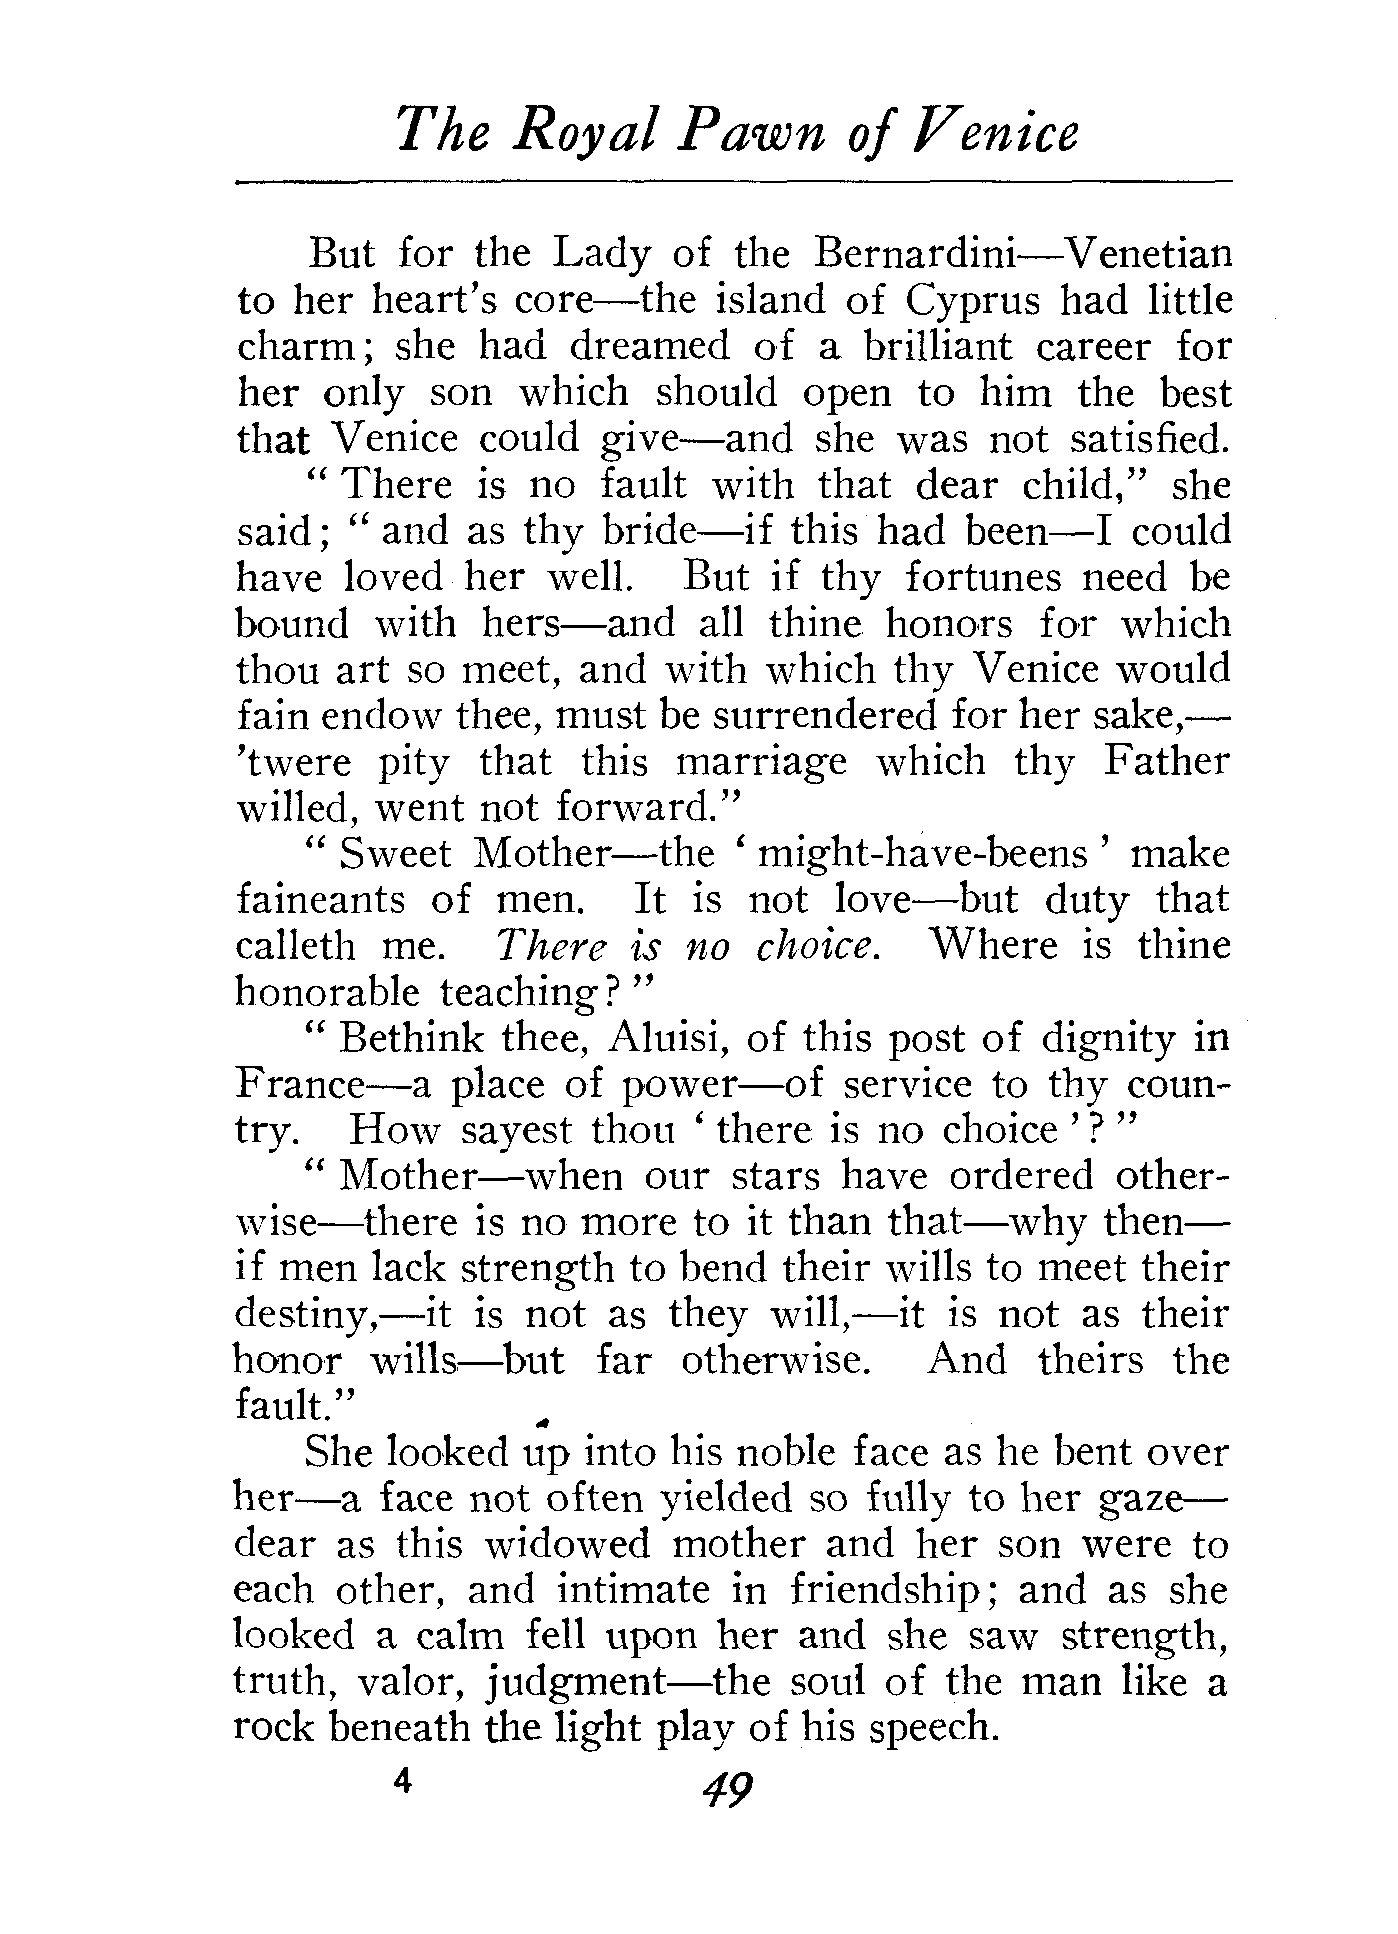 The Royal Pawn of Venice
But for the Lady of the Bernardini—Venetian
to her heart's core—the island of Cyprus had little
charm; she had dreamed of a brilliant career for
her only son which should open to him the best
that Venice could give—and she was not satisfied.
" There is no fault with that dear child," she
said; " and as thy bride—if this had been—I could
have loved her well. But if thy fortunes need be
bound with hers—and all thine honors for which
thou art so meet, and with which thy Venice would
fain endow thee, must be surrendered for her sake,—
'twere pity that this marriage which thy Father
willed, went not forward."
" Sweet Mother—the ' might-have-beens ' make
faineants of men. It is not love—but duty that
calleth me. There is no choice. Where is thine
honorable teaching? "
" Bethink thee, Aluisi, of this post of dignity in
France—a place of power—of service to thy coun-
try. How sayest thou ' there is no choice '? "
" Mother—when our stars have ordered other-
wise—there is no more to it than that—why then—
if men lack strength to bend their wills to meet their
destiny,—it is not as they will,—it is not as their
honor wills—but far otherwise. And theirs the
fault."
She looked up into his noble face as he bent over
her—a face not often yielded so fully to her gaze—
dear as this widowed mother and her son were to
each other, and intimate in friendship; and as she
looked a calm fell upon her and she saw strength,
truth, valor, judgment—the soul of the man like a
rock beneath the light play of his speech.
4 49